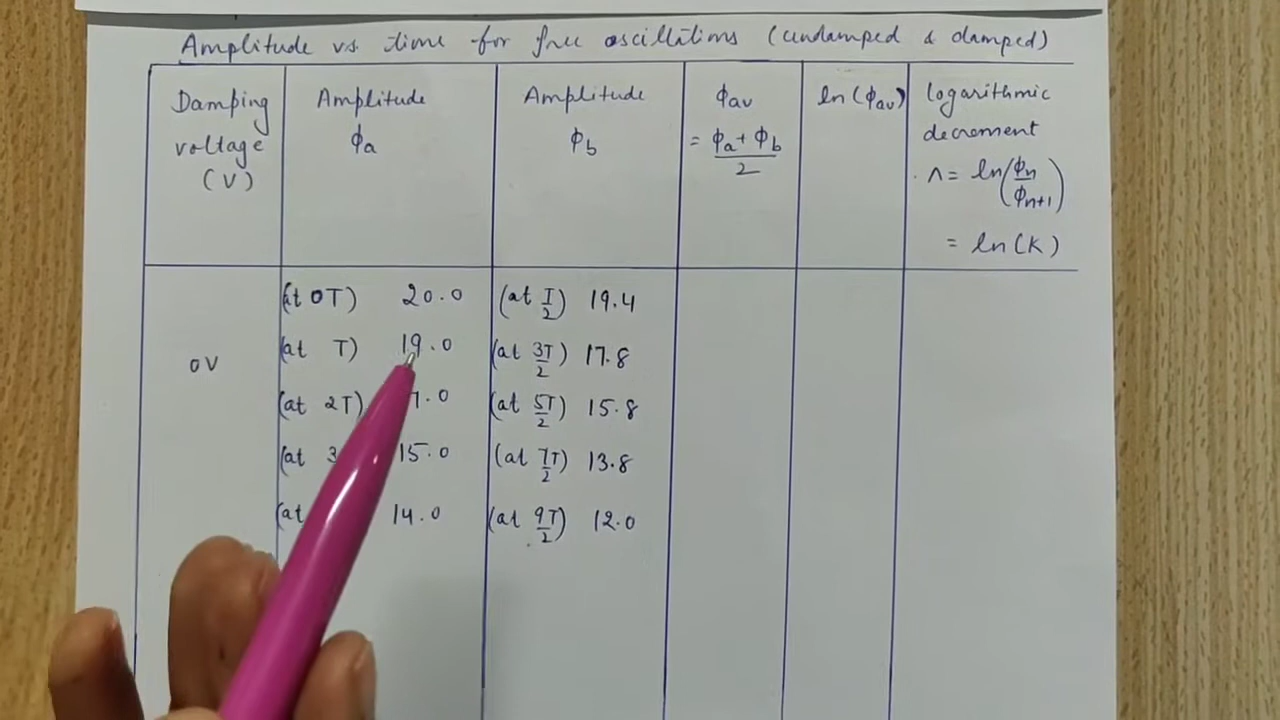 Amplitude vs time for free oscillations (undamped & damped)
Damping voltage (V)
Amplitude ϕa
Amplitude ϕb
ϕav = ϕa + ϕb / 2
ln(ϕav)
logarithmic decrement
Λ = ln(ϕn / ϕn+1)
= ln(K)
0V
(at 0T) 20.0 (at T/2) 19.4
(at T) 19.0 (at 3T/2) 17.8
(at 2T) 7.0 (at 5T/2) 15.8
(at 3 15.0 (at 7T/2) 13.8
(at 14.0 (at 9T/2) 12.0